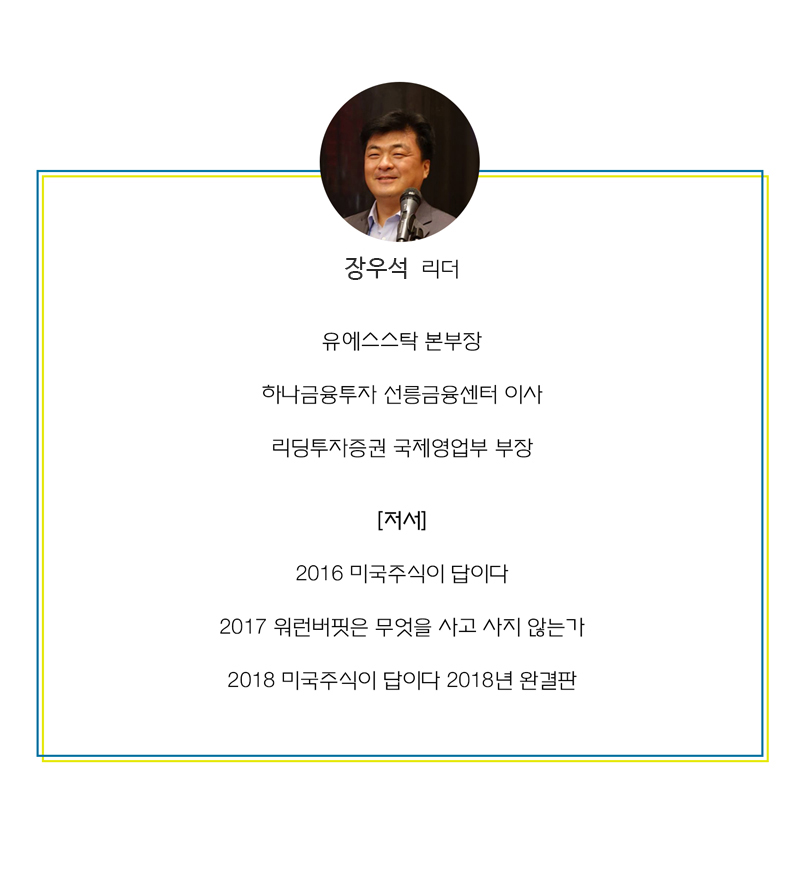 장우석 리더
유에스스탁 본부장
하나금융투자 선릉금융센터 이사
리딩투자증권 국제영업부 부장
[저서]
2016 미국주식이 답이다
2017 워런버핏은 무엇을 사고 사지 않는가
2018 미국주식이 답이다 2018년 완결판